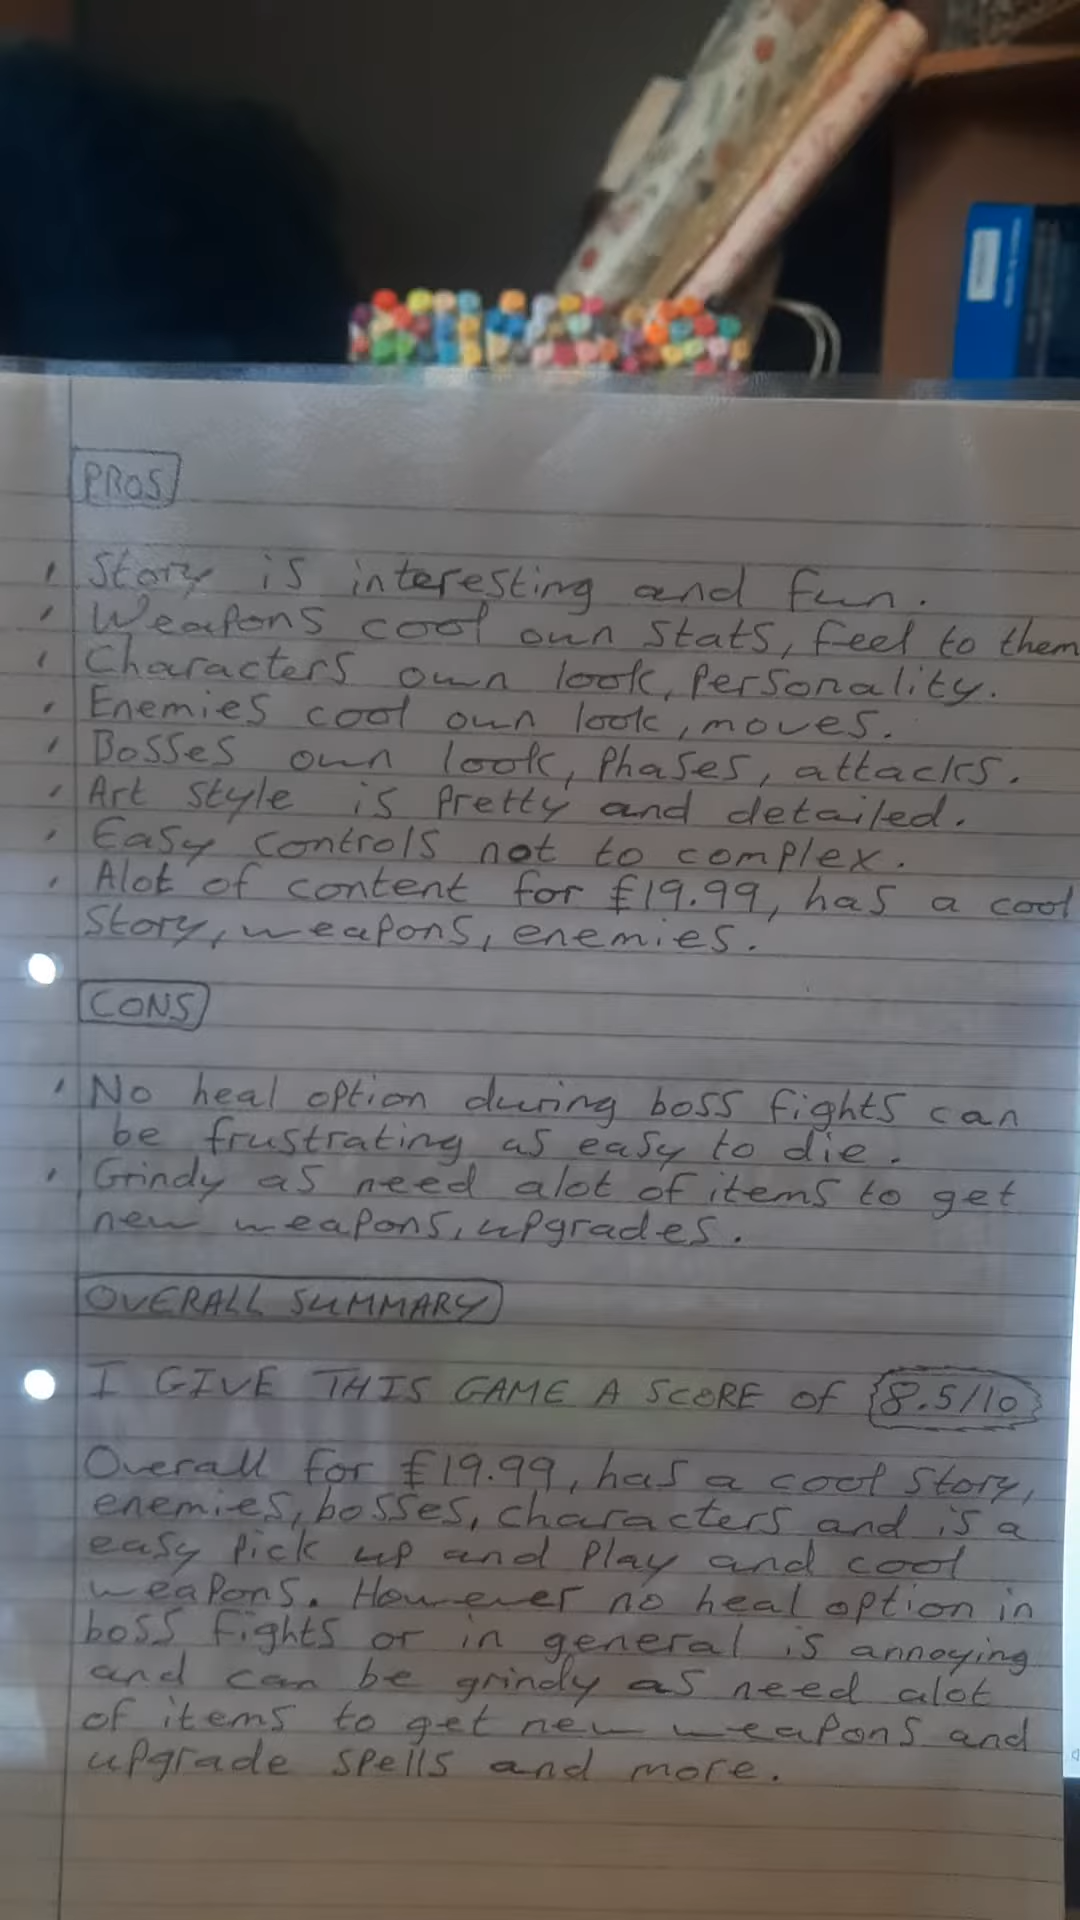 PROS
Story is interesting and fun.
Weapons cool own stats, feel to them
Characters own look, Personality.
Enemies cool own look, moves.
Bosses own look, Phases, attacks.
Art style is Pretty and detailed.
Easy controls not to complex.
Alot of content for £19.99, has a cool
Story, weapons, enemies.
CONS
No heal option during boss fights can
be frustrating as easy to die.
Grindy as need alot of items to get
new weapons, upgrades.
OVERALL SUMMARY
I GIVE THIS GAME A SCORE of 8.5/10
Overall for £19.99, has a cool Story,
enemies, bosses, characters and is a
easy Pick up and Play and cool
weapons. However no heal option in
boss fights or in general is annoying
and can be grindy as need alot
of items to get new weapons and
upgrade spells and more.